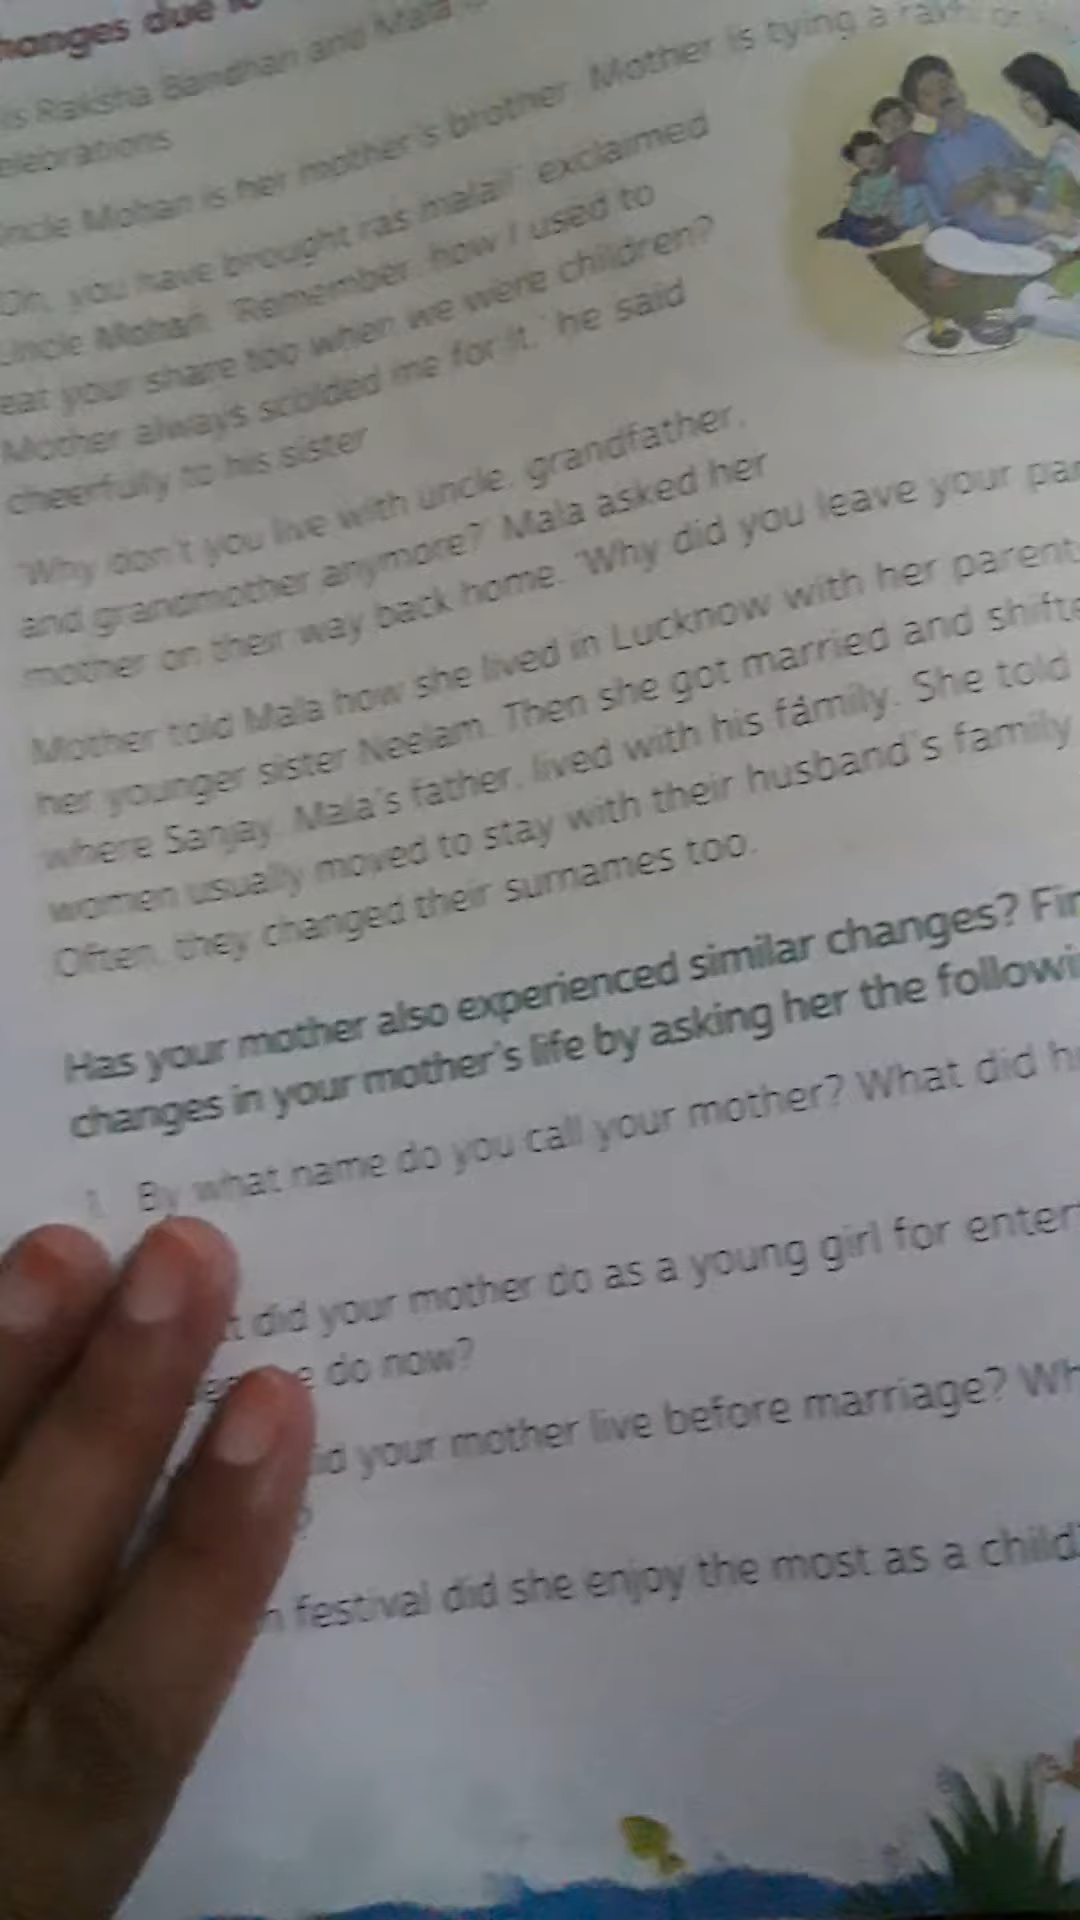 hanges due to
is Raksha Bandhan and Mala
elebrations
ncle Mohan is her mother's brother. Mother is tying a rakhi on
Oh, you have brought ras malai!' exclaimed
Uncle Mohan. 'Remember, how I used to
eat your share too when we were children?
Mother always scolded me for it,' he said
cheerfully to his sister
'Why don't you live with uncle, grandfather,
and grandmother anymore?' Mala asked her
mother on their way back home. 'Why did you leave your par
Mother told Mala how she lived in Lucknow with her parent
her younger sister Neelam. Then she got married and shifte
where Sanjay, Mala's father, lived with his family. She told
women usually moved to stay with their husband's family
Often, they changed their surnames too.
Has your mother also experienced similar changes? Fin
changes in your mother's life by asking her the followi
1. By what name do you call your mother? What did h
t did your mother do as a young girl for enter
do now?
id your mother live before marriage? Wh
?
festival did she enjoy the most as a child?